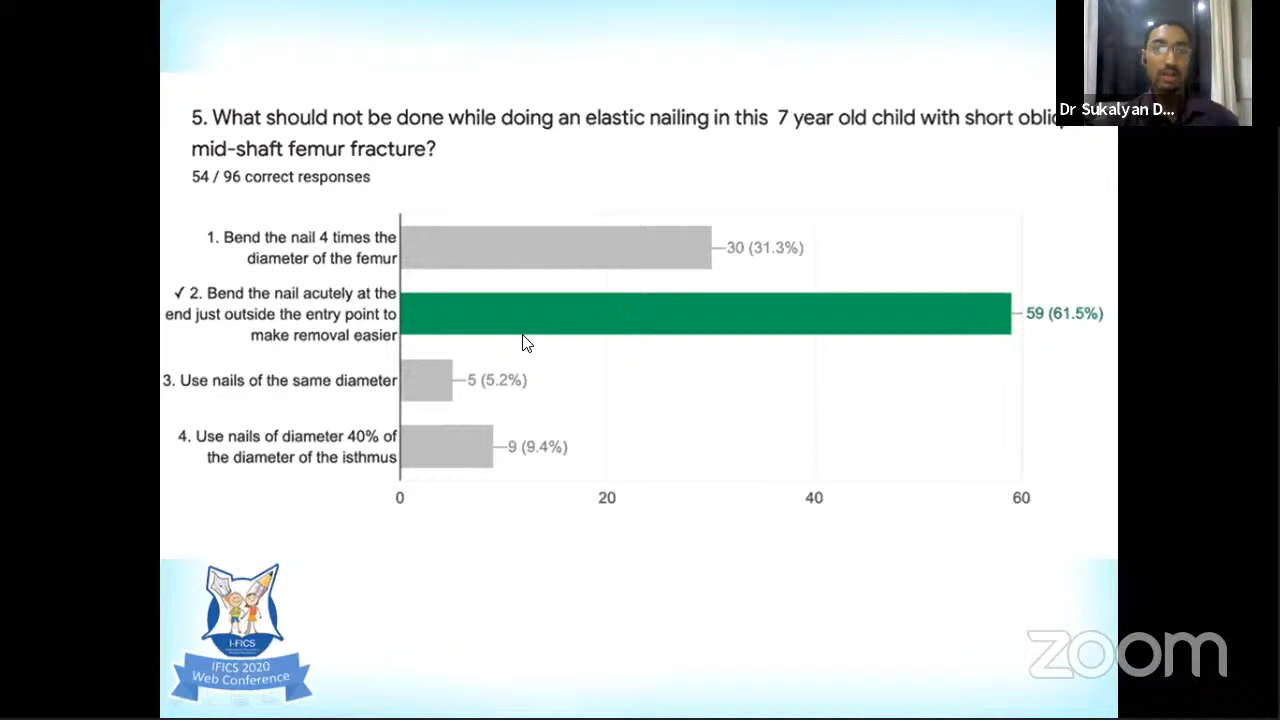 Dr Sukalyan D...
5. What should not be done while doing an elastic nailing in this 7 year old child with short
mid-shaft femur fracture?
54 / 96 correct responses
1. Bend the nail 4 times the
diameter of the femur
30 (31.3%)
✓ 2. Bend the nail acutely at the
end just outside the entry point to
make removal easier
59 (61.5%)
3. Use nails of the same diameter
5 (5.2%)
4. Use nails of diameter 40% of
the diameter of the isthmus
9 (9.4%)
0 20 40 60
I-FICS
IFICS 2020
Web Conference
zoom